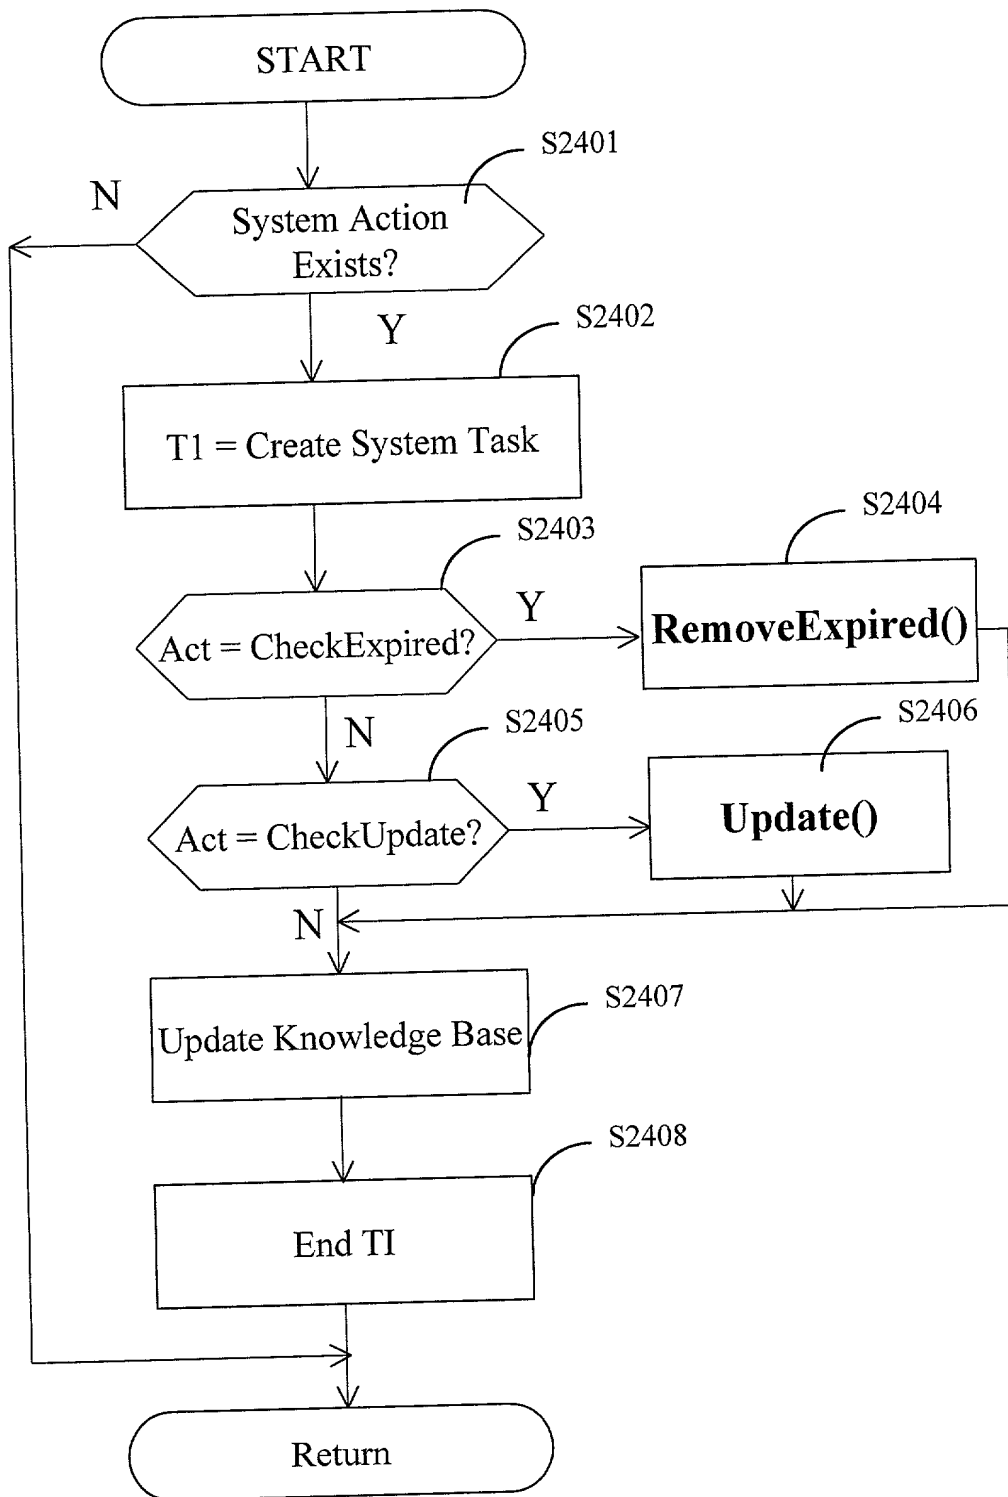 START
S2401
N
System Action
Exists?
Y
S2402
T1 = Create System Task
S2403
S2404
Act = CheckExpired?
Y
RemoveExpired()
N
S2405
S2406
Act = CheckUpdate?
Y
Update()
N
Update Knowledge Base
S2407
S2408
End TI
Return